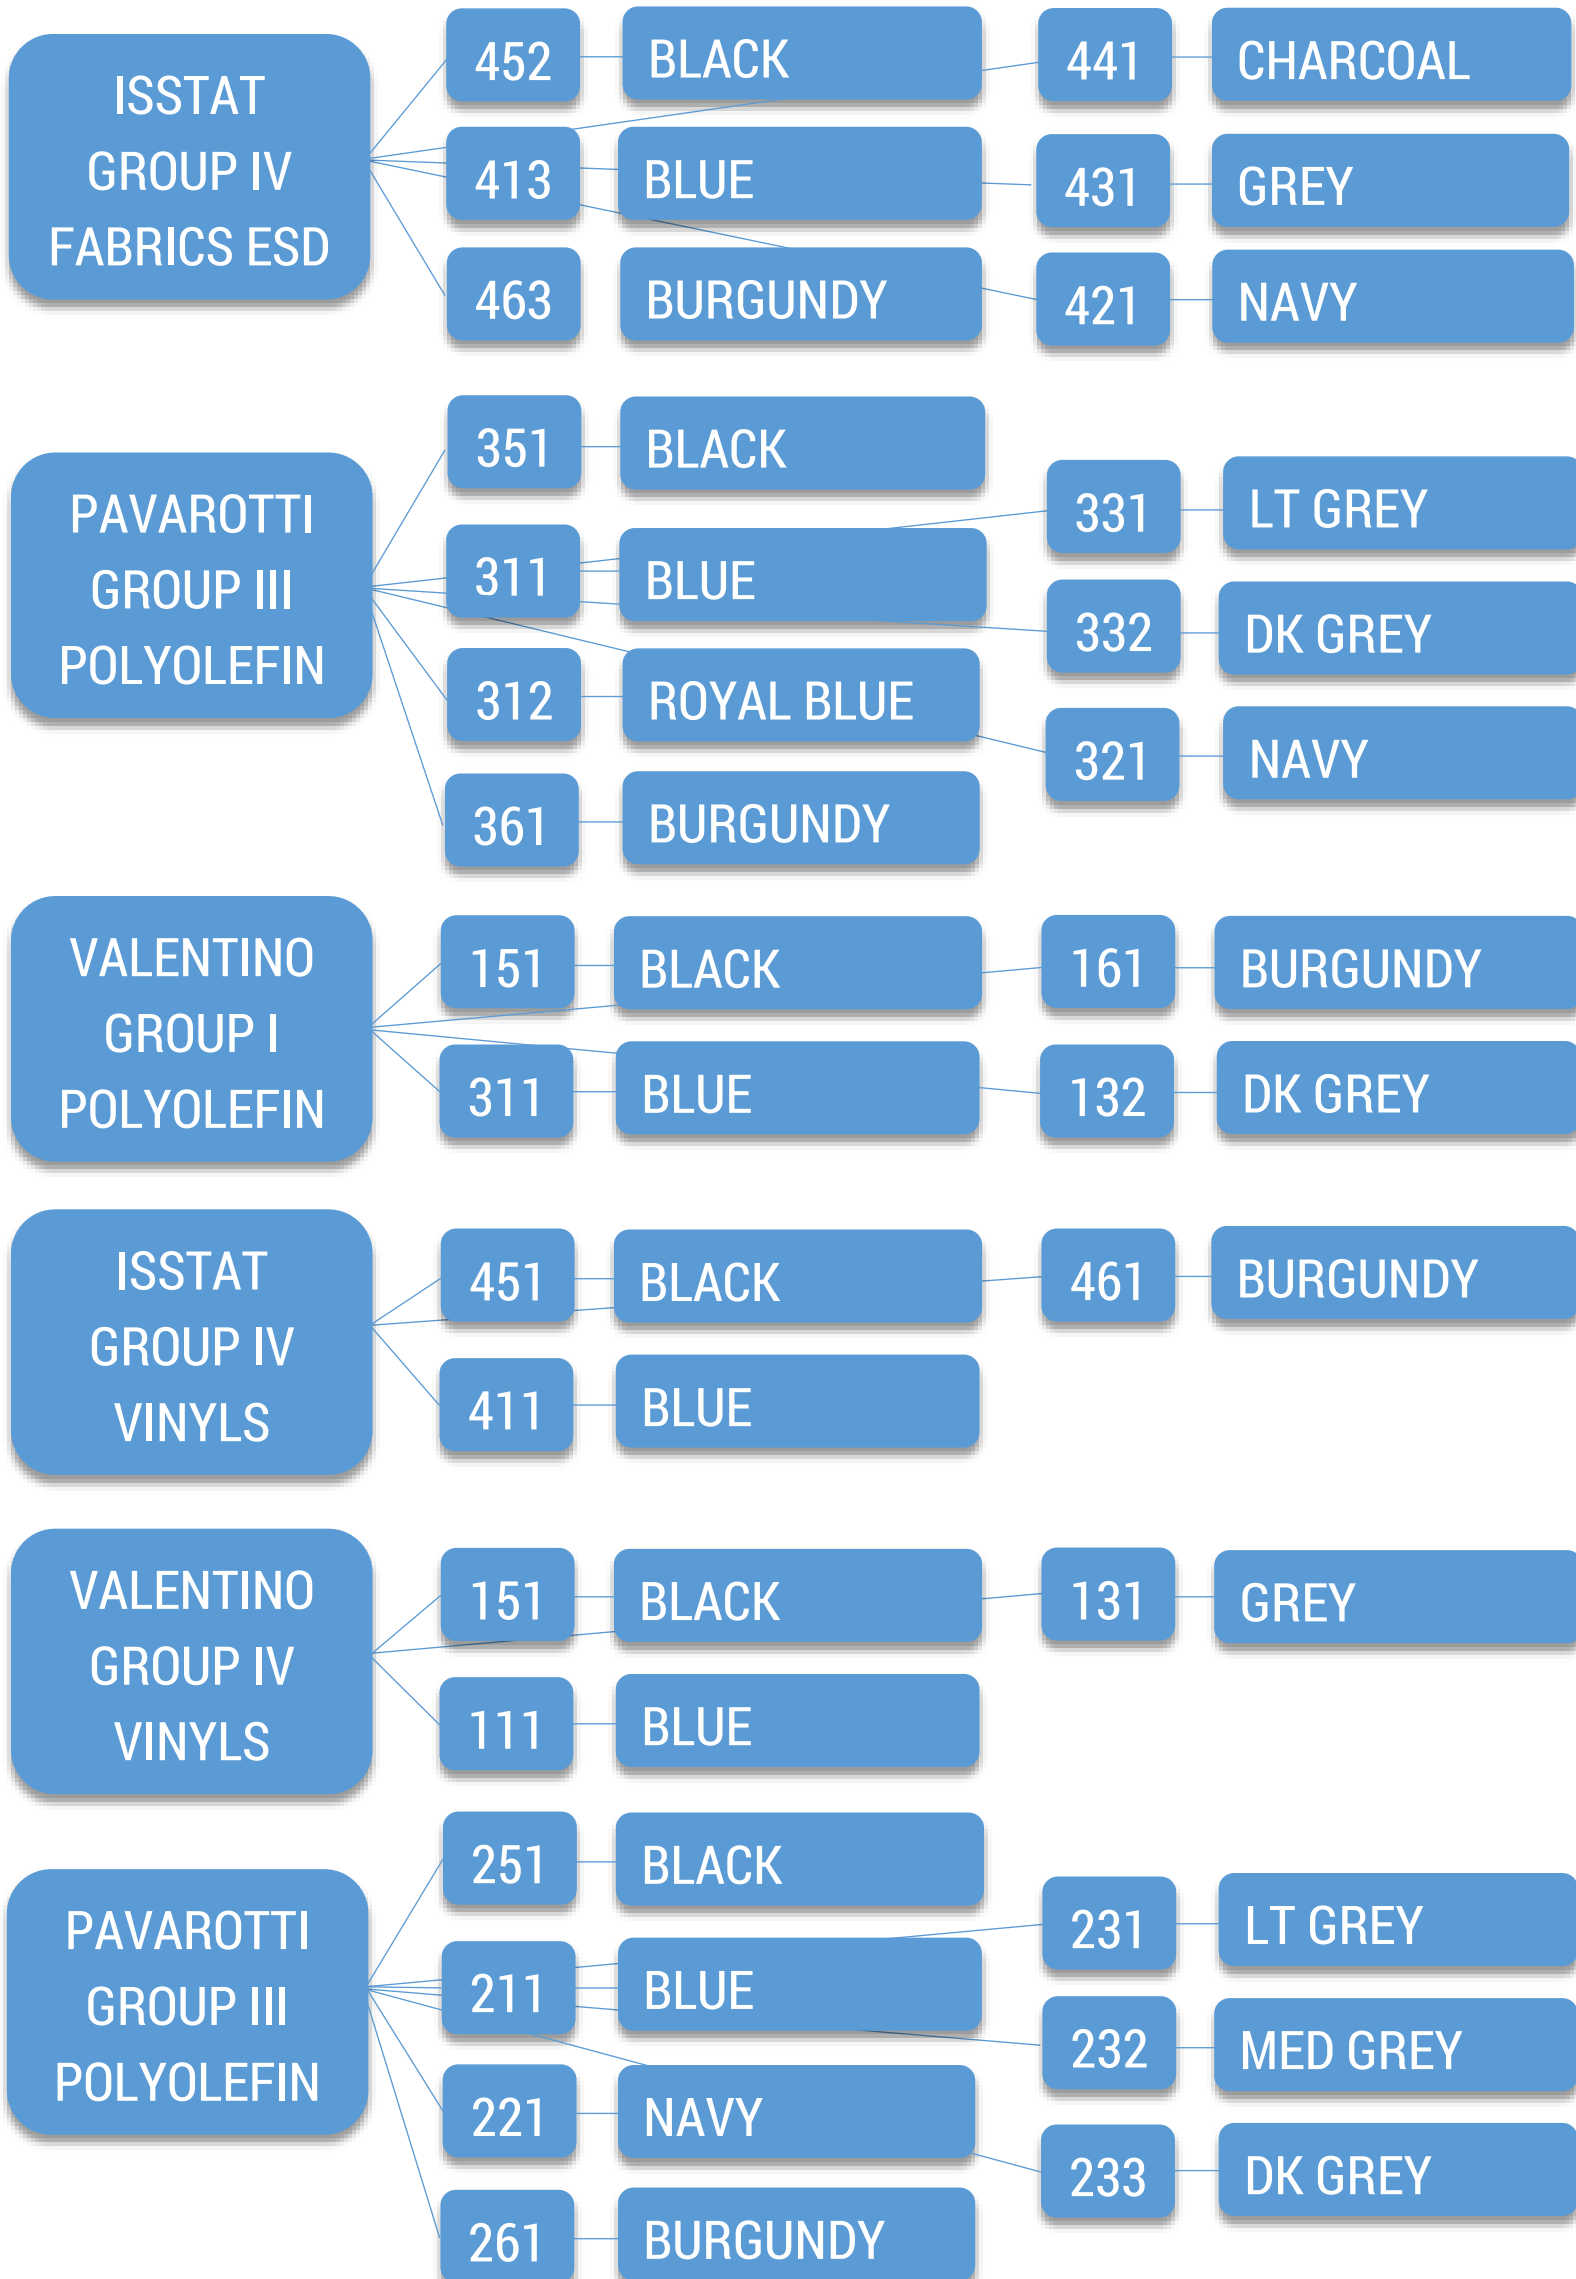 ISSTAT
GROUP IV
FABRICS ESD
452 BLACK 441 CHARCOAL
413 BLUE 431 GREY
463 BURGUNDY 421 NAVY
PAVAROTTI
GROUP III
POLYOLEFIN
351 BLACK
331 LT GREY
311 BLUE
332 DK GREY
312 ROYAL BLUE
321 NAVY
361 BURGUNDY
VALENTINO
GROUP I
POLYOLEFIN
151 BLACK 161 BURGUNDY
311 BLUE 132 DK GREY
ISSTAT
GROUP IV
VINYLS
451 BLACK 461 BURGUNDY
411 BLUE
VALENTINO
GROUP IV
VINYLS
151 BLACK 131 GREY
111 BLUE
PAVAROTTI
GROUP III
POLYOLEFIN
251 BLACK
231 LT GREY
211 BLUE
232 MED GREY
221 NAVY
233 DK GREY
261 BURGUNDY